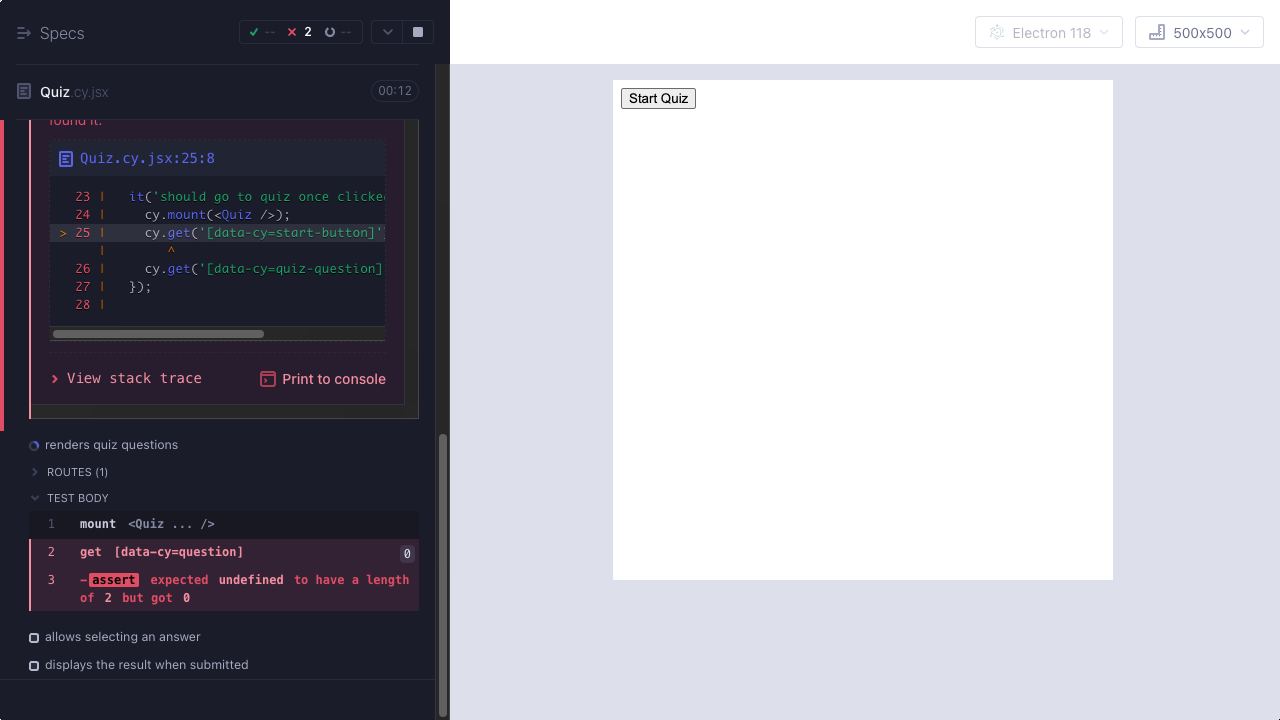 Specs
-- 2 --
Electron 118
500x500
Quiz.cy.jsx
00:12
found it.
Quiz.cy.jsx:25:8
23 | it('should go to quiz once clicked
24 | cy.mount(<Quiz />);
> 25 | cy.get('[data-cy=start-button]')
| ^
26 | cy.get('[data-cy=quiz-question]
27 | });
28 |
View stack trace
Print to console
renders quiz questions
ROUTES (1)
TEST BODY
1 mount <Quiz ... />
2 get [data-cy=question] 0
3 -assert expected undefined to have a length
of 2 but got 0
allows selecting an answer
displays the result when submitted
Start Quiz